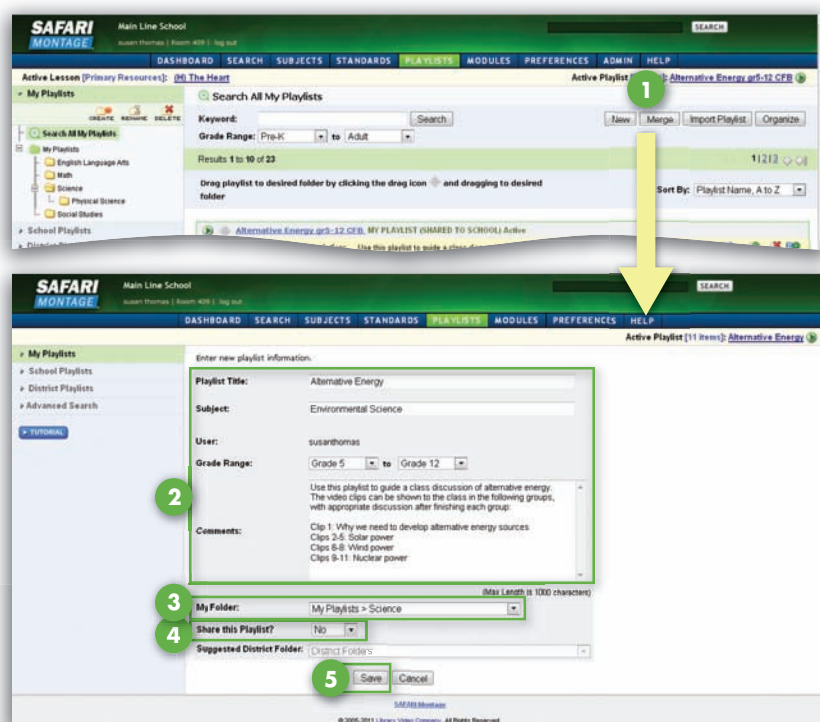 SAFARI
MONTAGE
Main Line School
susan thomas | Room 409 | log out
SEARCH
DASHBOARD SEARCH SUBJECTS STANDARDS PLAYLISTS MODULES PREFERENCES ADMIN HELP
Active Lesson [Primary Resources]: (H) The Heart
Active Playlist Alternative Energy gr5-12 CFB
1
My Playlists
CREATE RENAME DELETE
Search All My Playlists
My Playlists
English Language Arts
Math
Science
Physical Science
Social Studies
School Playlists
District Playlists
Search All My Playlists
Keyword: Search
Grade Range: Pre-K to Adult
New Merge Import Playlist Organize
Results 1 to 10 of 23
1 | 2 | 3
Drag playlist to desired folder by clicking the drag icon and dragging to desired
folder
Sort By: Playlist Name, A to Z
Alternative Energy gr5-12 CFB, MY PLAYLIST (SHARED TO SCHOOL) Active
Use this playlist to guide a class
SAFARI
MONTAGE
Main Line School
susan thomas | Room 409 | log out
SEARCH
DASHBOARD SEARCH SUBJECTS STANDARDS PLAYLISTS MODULES PREFERENCES HELP
Active Playlist [11 items]: Alternative Energy
My Playlists
School Playlists
District Playlists
Advanced Search
TUTORIAL
Enter new playlist information.
2
Playlist Title: Alternative Energy
Subject: Environmental Science
User: susanthomas
Grade Range: Grade 5 to Grade 12
Comments:
Use this playlist to guide a class discussion of alternative energy.
The video clips can be shown to the class in the following groups,
with appropriate discussion after finishing each group:
Clip 1: Why we need to develop alternative energy sources
Clips 2-5: Solar power
Clips 6-8: Wind power
Clips 9-11: Nuclear power
(Max Length is 1000 characters)
3
My Folder: My Playlists > Science
4
Share this Playlist? No
Suggested District Folder: District Folders
5
Save Cancel
SAFARI Montage
© 2005-2011 Library Video Company, All Rights Reserved